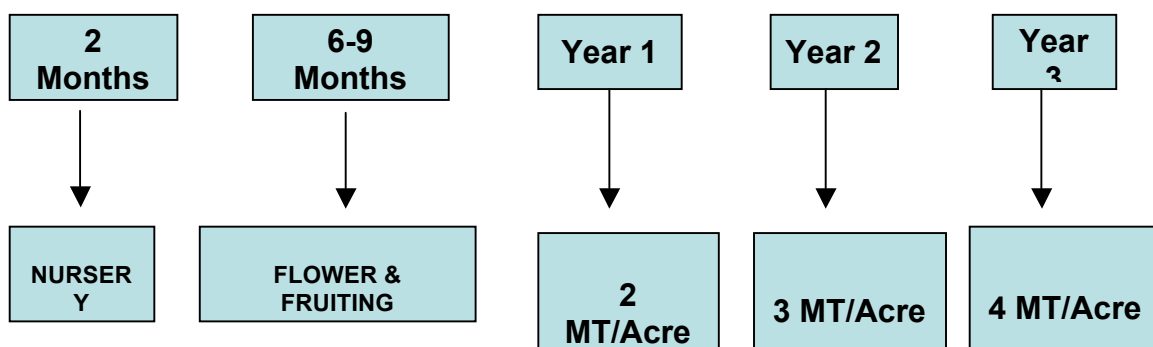 2
Months
6-9
Months
Year 1
Year 2
Year
3
NURSER
Y
FLOWER &
FRUITING
2
MT/Acre
3 MT/Acre
4 MT/Acre